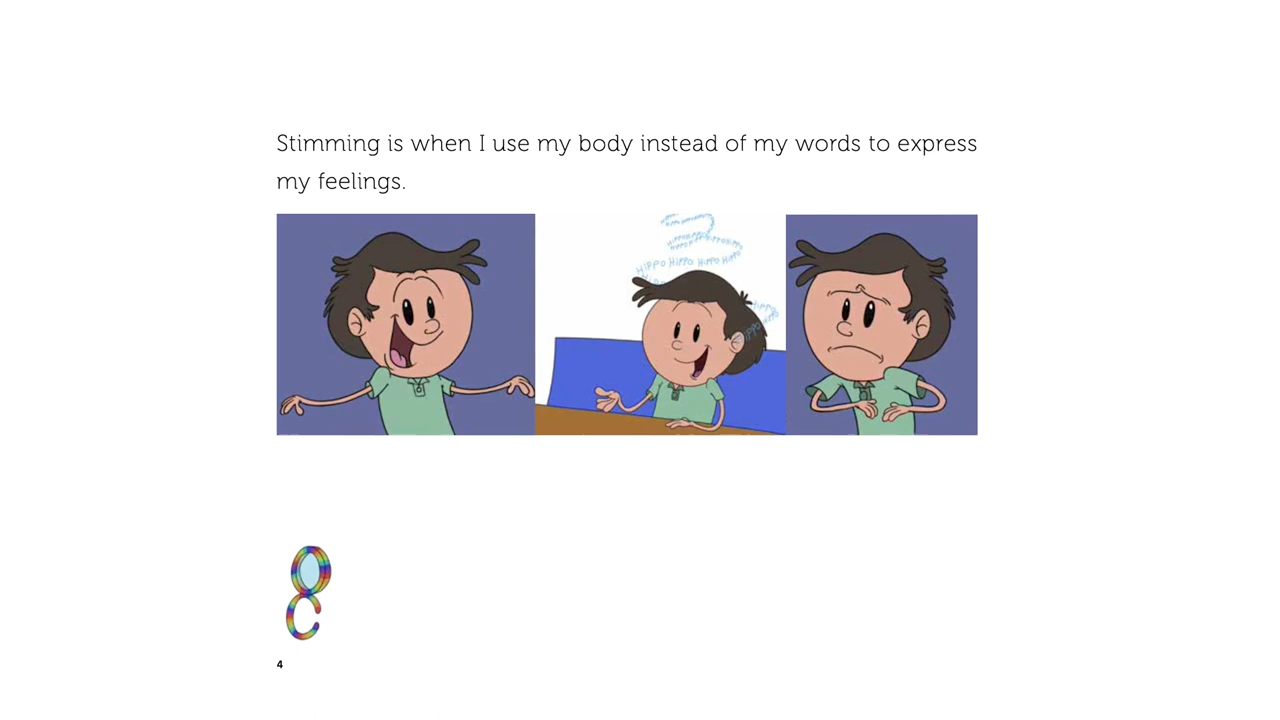 Stimming is when I use my body instead of my words to express
my feelings.
Hippo Hippo Hippo Hippo
4